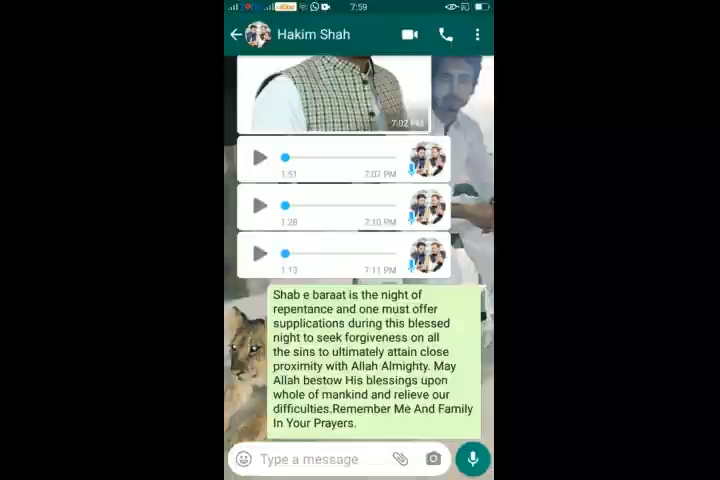 7:59
Hakim Shah
7:02 PM
1:51 7:07 PM
1:28 7:10 PM
1:13 7:11 PM
Shab e baraat is the night of
repentance and one must offer
supplications during this blessed
night to seek forgiveness on all
the sins to ultimately attain close
proximity with Allah Almighty. May
Allah bestow His blessings upon
whole of mankind and relieve our
difficulties.Remember Me And Family
In Your Prayers.
Type a message